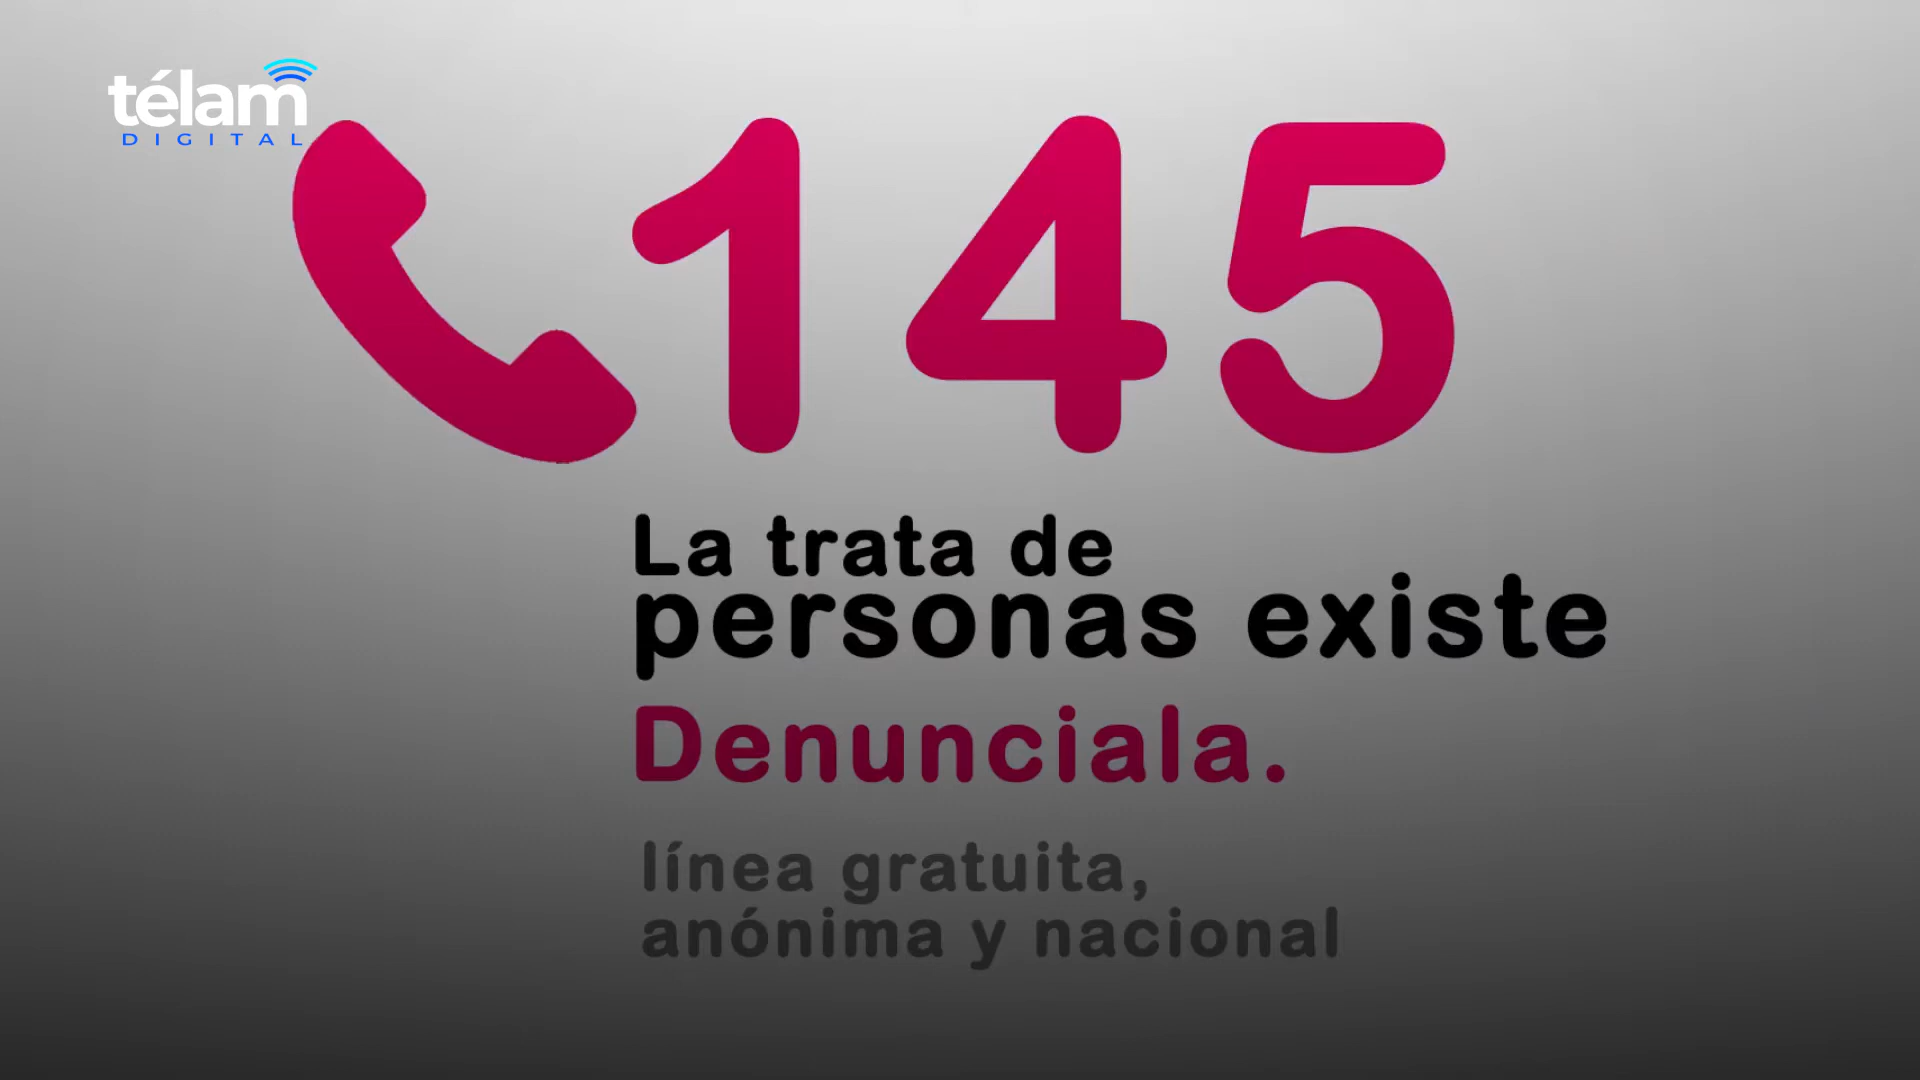 télam
DIGITAL
145
La trata de
personas existe
Denunciala.
línea gratuita,
anónima y nacional